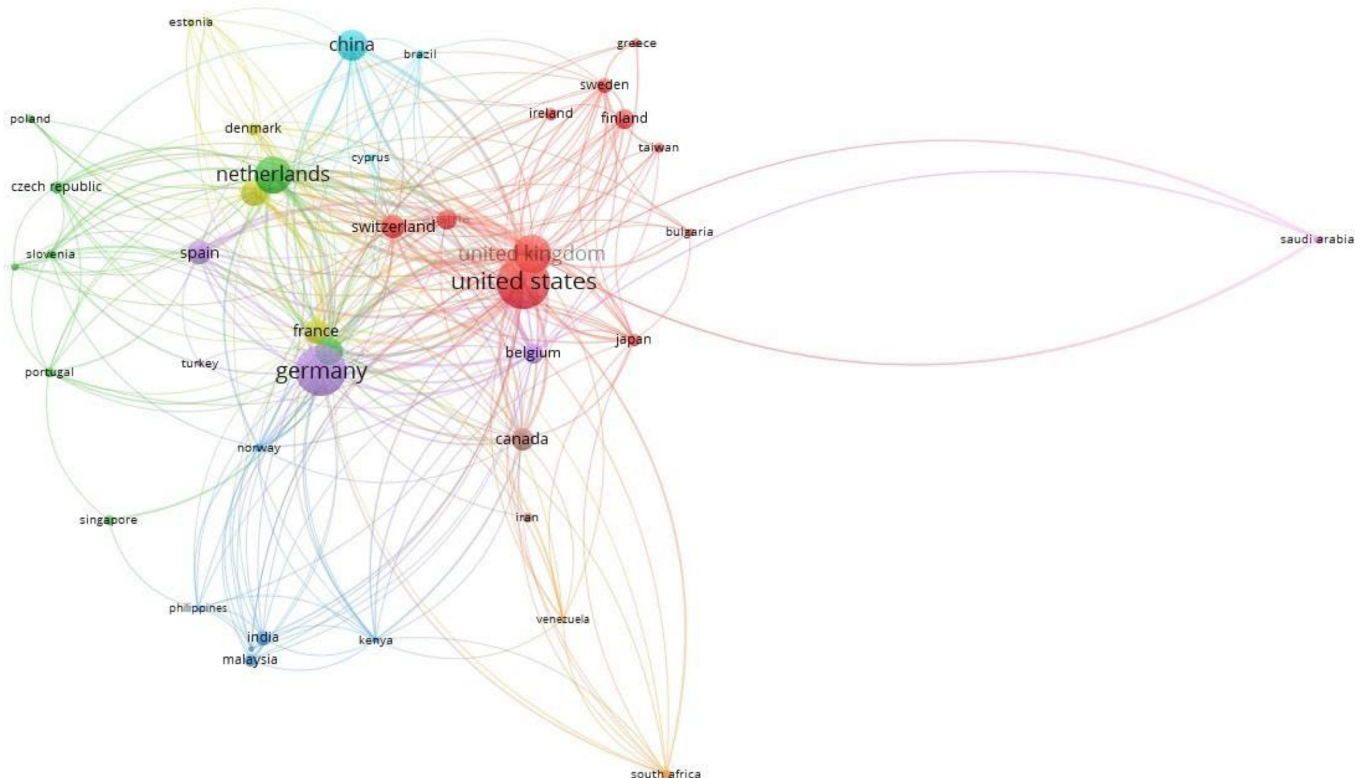 estonia
china
greece
brazil
sweden
ireland
finland
poland
denmark
taiwan
cyprus
netherlands
czech republic
switzerland
bulgaria
saudi arabia
spain
slovenia
united kingdom
united states
france
japan
belgium
turkey
germany
portugal
canada
norway
iran
singapore
philippines
venezuela
india
kenya
malaysia
south africa